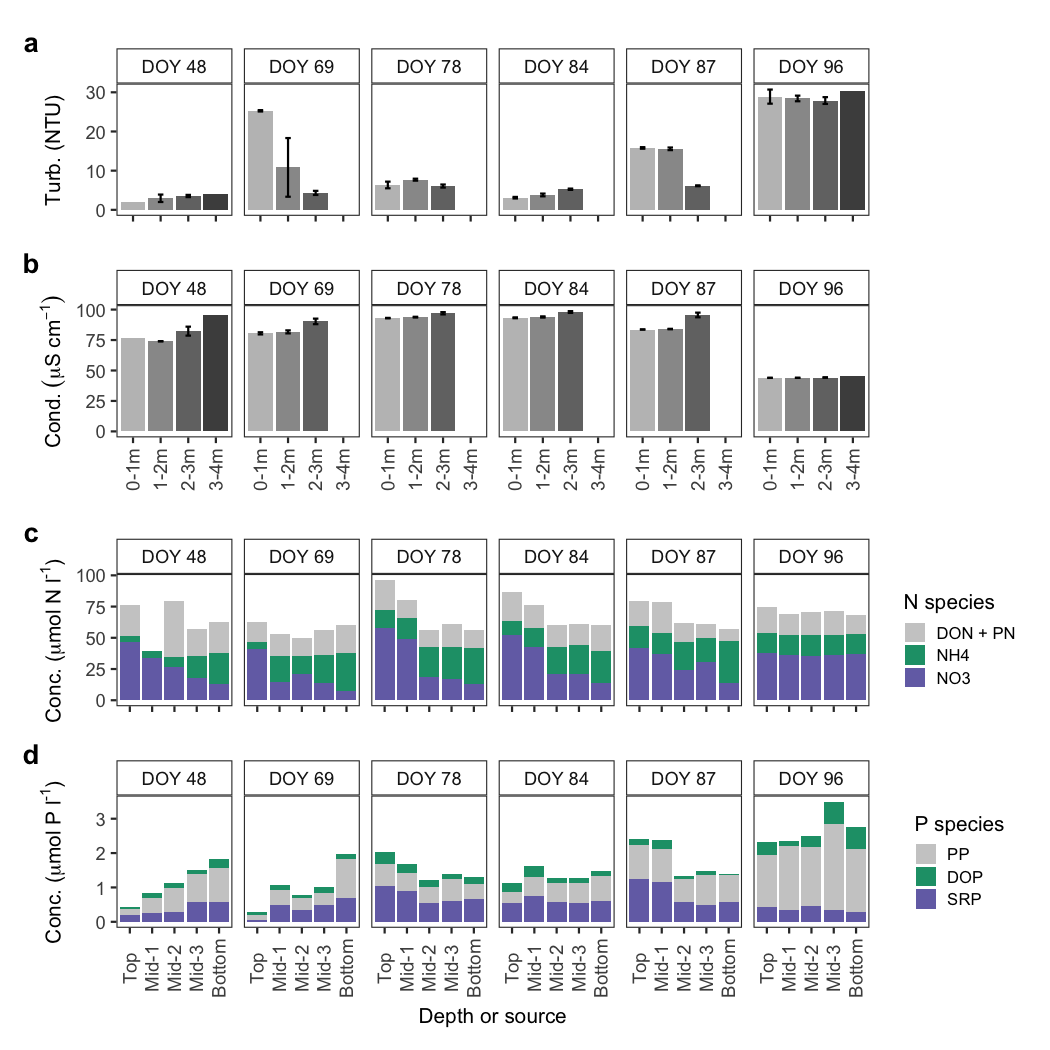 a
DOY 48 DOY 69 DOY 78 DOY 84 DOY 87 DOY 96
Turb. (NTU)
30
20
10
0
b
DOY 48 DOY 69 DOY 78 DOY 84 DOY 87 DOY 96
Cond. (μS cm⁻¹)
100
75
50
25
0
0-1m 1-2m 2-3m 3-4m 0-1m 1-2m 2-3m 3-4m 0-1m 1-2m 2-3m 3-4m 0-1m 1-2m 2-3m 3-4m 0-1m 1-2m 2-3m 3-4m 0-1m 1-2m 2-3m 3-4m
c
DOY 48 DOY 69 DOY 78 DOY 84 DOY 87 DOY 96
Conc. (μmol N l⁻¹)
100
75
50
25
0
N species
DON + PN
NH4
NO3
d
DOY 48 DOY 69 DOY 78 DOY 84 DOY 87 DOY 96
Conc. (μmol P l⁻¹)
3
2
1
0
P species
PP
DOP
SRP
Top Mid-1 Mid-2 Mid-3 Bottom Top Mid-1 Mid-2 Mid-3 Bottom Top Mid-1 Mid-2 Mid-3 Bottom Top Mid-1 Mid-2 Mid-3 Bottom Top Mid-1 Mid-2 Mid-3 Bottom Top Mid-1 Mid-2 Mid-3 Bottom
Depth or source